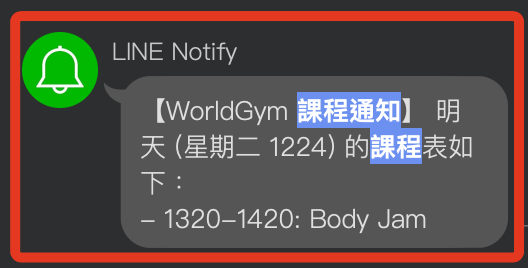 LINE Notify
【WorldGym 課程通知】 明
天 (星期二 1224) 的課程表如
下：
- 1320-1420: Body Jam